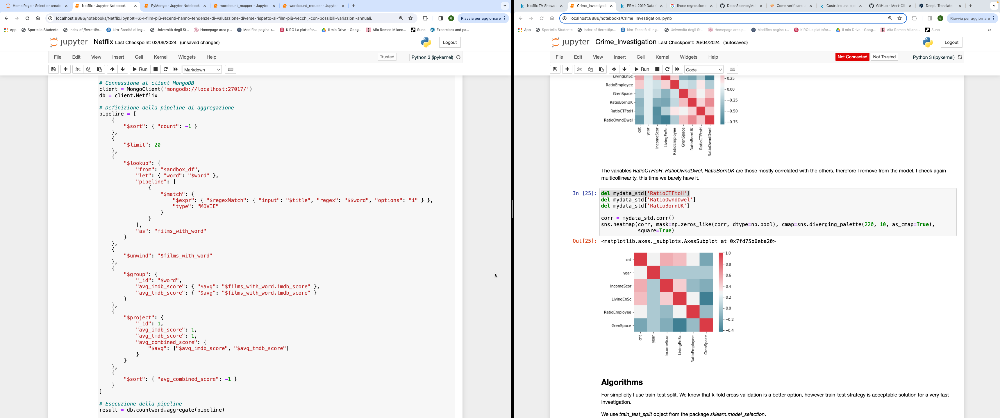 Home Page - Select or create
Netflix - Jupyter Notebook
PyMongo - Jupyter Notebook
wordcount_mapper - Jupyter
wordcount_reducer - Jupyter
localhost:8886/notebooks/Netflix.ipynb#H6:-I-film-più-recenti-hanno-tendenze-di-valutazione-diverse-rispetto-ai-film-più-vecchi,-con-possibili-variazioni-annuali.
G
Riavvia per aggiornare
App
Sportello Studente
Index of /ferretti/c...
kiro-Facoltà di Ing...
Università degli St...
Homepage area p...
Modifica pagina ‹...
KIRO La piattafor...
Il mio Drive - Goog...
Alfa Romeo Milano...
Suno
Excercises and pa...
jupyter
Netflix Last Checkpoint: 03/06/2024 (unsaved changes)
Logout
File Edit View Insert Cell Kernel Widgets Help
Trusted
Python 3 (ipykernel)
Run
Markdown
# Connessione al client MongoDB
client = MongoClient('mongodb://localhost:27017/')
db = client.Netflix
# Definizione della pipeline di aggregazione
pipeline = [
{
"$sort": { "count": -1 }
},
{
"$limit": 20
},
{
"$lookup": {
"from": "sandbox_df",
"let": { "word": "$word" },
"pipeline": [
{
"$match": {
"$expr": { "$regexMatch": { "input": "$title", "regex": "$$word", "options": "i" } },
"type": "MOVIE"
}
}
],
"as": "films_with_word"
}
},
{
"$unwind": "$films_with_word"
},
{
"$group": {
"_id": "$word",
"avg_imdb_score": { "$avg": "$films_with_word.imdb_score" },
"avg_tmdb_score": { "$avg": "$films_with_word.tmdb_score" }
}
},
{
"$project": {
"_id": 1,
"avg_imdb_score": 1,
"avg_tmdb_score": 1,
"avg_combined_score": {
"$avg": ["$avg_imdb_score", "$avg_tmdb_score"]
}
}
},
{
"$sort": { "avg_combined_score": -1 }
}
]
# Esecuzione della pipeline
result = db.countword.aggregate(pipeline)
Netflix TV Shows
Crime_Investigati
PRML 2019 Data
linear regression
Data-Science/Mu
Come verificare l
Costruire una pip
GitHub - Mert-Ci
DeepL Translate:
localhost:8886/notebooks/Crime_Investigation.ipynb
G
Riavvia per aggiornare
App
Sportello Studente
Index of /ferretti/c...
kiro-Facoltà di Ing...
Università degli St...
Homepage area p...
Modifica pagina ‹...
KIRO La piattafor...
Il mio Drive - Goog...
Alfa Romeo Milano...
Suno
»
jupyter
Crime_Investigation Last Checkpoint: 26/04/2024 (autosaved)
Logout
File Edit View Insert Cell Kernel Widgets Help
Not Connected
Not Trusted
Python 3 (ipykernel)
Run
Code
LivingEnSc
RatioEmployee
GrenSpace
RatioBornUK
RatioCTFtoH
RatioOwndDwel
0.25
0.00
−0.25
−0.50
−0.75
cnt
year
IncomeScor
LivingEnSc
RatioEmployee
GrenSpace
RatioBornUK
RatioCTFtoH
RatioOwndDwel
The variables RatioCTFtoH, RatioOwndDwel, RatioBornUK are those mostly correlated with the others, therefore I remove from the model. I check again
multicollinearity, this time we barely have it.
In [25]:
del mydata_std['RatioCTFtoH']
del mydata_std['RatioOwndDwel']
del mydata_std['RatioBornUK']
corr = mydata_std.corr()
sns.heatmap(corr, mask=np.zeros_like(corr, dtype=np.bool), cmap=sns.diverging_palette(220, 10, as_cmap=True),
square=True)
Out[25]:
<matplotlib.axes._subplots.AxesSubplot at 0x7fd75b6eba20>
cnt
year
IncomeScor
LivingEnSc
RatioEmployee
GrenSpace
1.0
0.8
0.6
0.4
0.2
0.0
−0.2
−0.4
cnt
year
IncomeScor
LivingEnSc
RatioEmployee
GrenSpace
Algorithms
For simplicity I use train-test split. We know that k-fold cross validation is a better option, however train-test strategy is acceptable solution for a very fast
investigation.
We use train_test_split object from the package sklearn.model_selection.